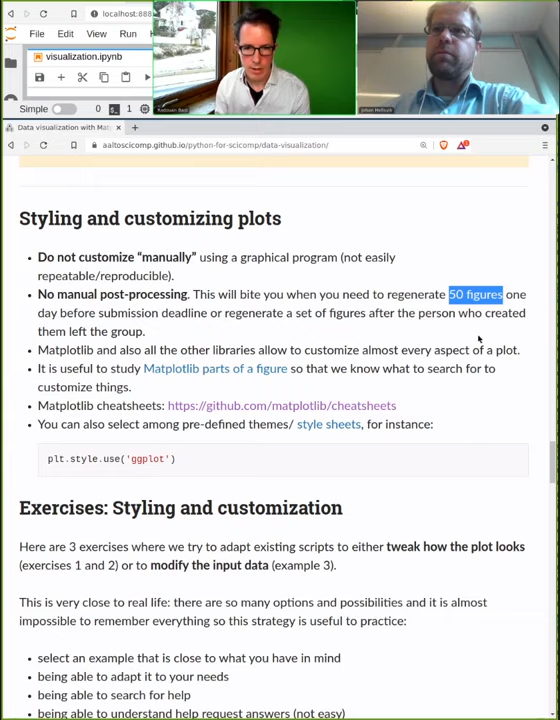 localhost:888
File Edit View Run
visualization.ipynb
Simple 0 1
Radovan Bast
Johan Hellsvik
Data visualization with Mat
aaltoscicomp.github.io/python-for-scicomp/data-visualization/
Styling and customizing plots
Do not customize “manually” using a graphical program (not easily
repeatable/reproducible).
No manual post-processing. This will bite you when you need to regenerate 50 figures one
day before submission deadline or regenerate a set of figures after the person who created
them left the group.
Matplotlib and also all the other libraries allow to customize almost every aspect of a plot.
It is useful to study Matplotlib parts of a figure so that we know what to search for to
customize things.
Matplotlib cheatsheets: https://github.com/matplotlib/cheatsheets
You can also select among pre-defined themes/ style sheets, for instance:
plt.style.use('ggplot')
Exercises: Styling and customization
Here are 3 exercises where we try to adapt existing scripts to either tweak how the plot looks
(exercises 1 and 2) or to modify the input data (example 3).
This is very close to real life: there are so many options and possibilities and it is almost
impossible to remember everything so this strategy is useful to practice:
select an example that is close to what you have in mind
being able to adapt it to your needs
being able to search for help
being able to understand help request answers (not easy)